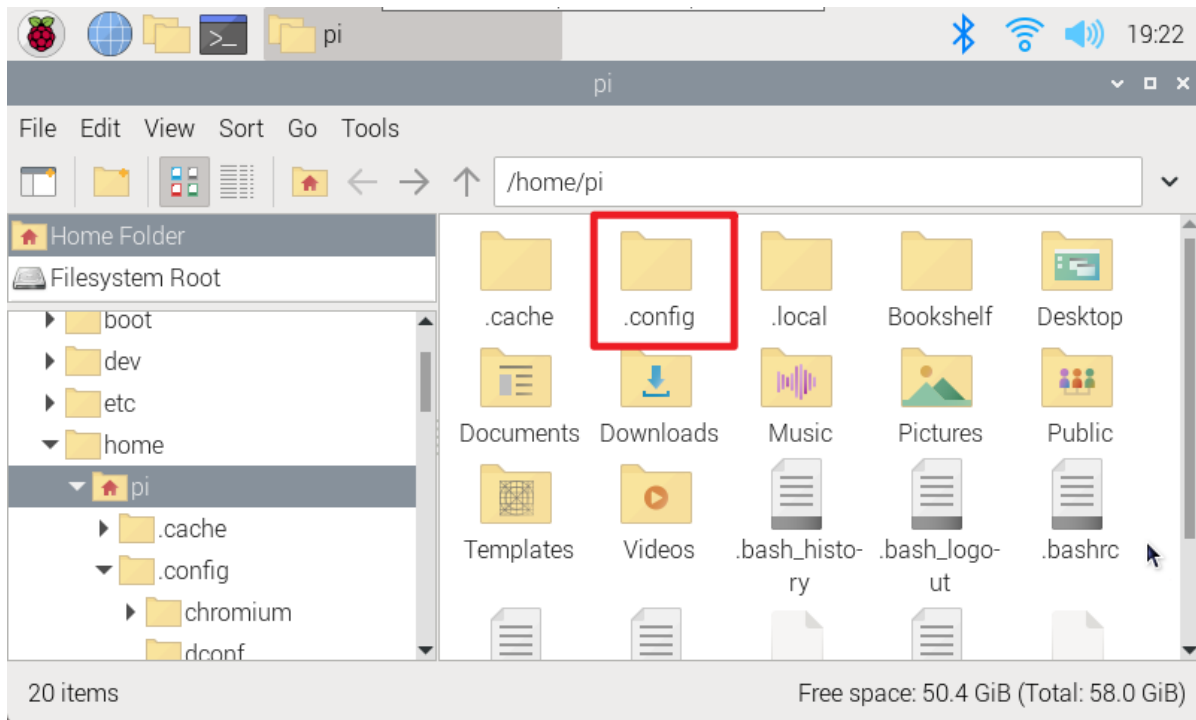 pi
19:22
pi
File Edit View Sort Go Tools
/home/pi
Home Folder
Filesystem Root
boot
dev
etc
home
pi
.cache
.config
chromium
dconf
.cache .config .local Bookshelf Desktop
Documents Downloads Music Pictures Public
Templates Videos .bash_histo- .bash_logo- .bashrc
ry ut
20 items Free space: 50.4 GiB (Total: 58.0 GiB)